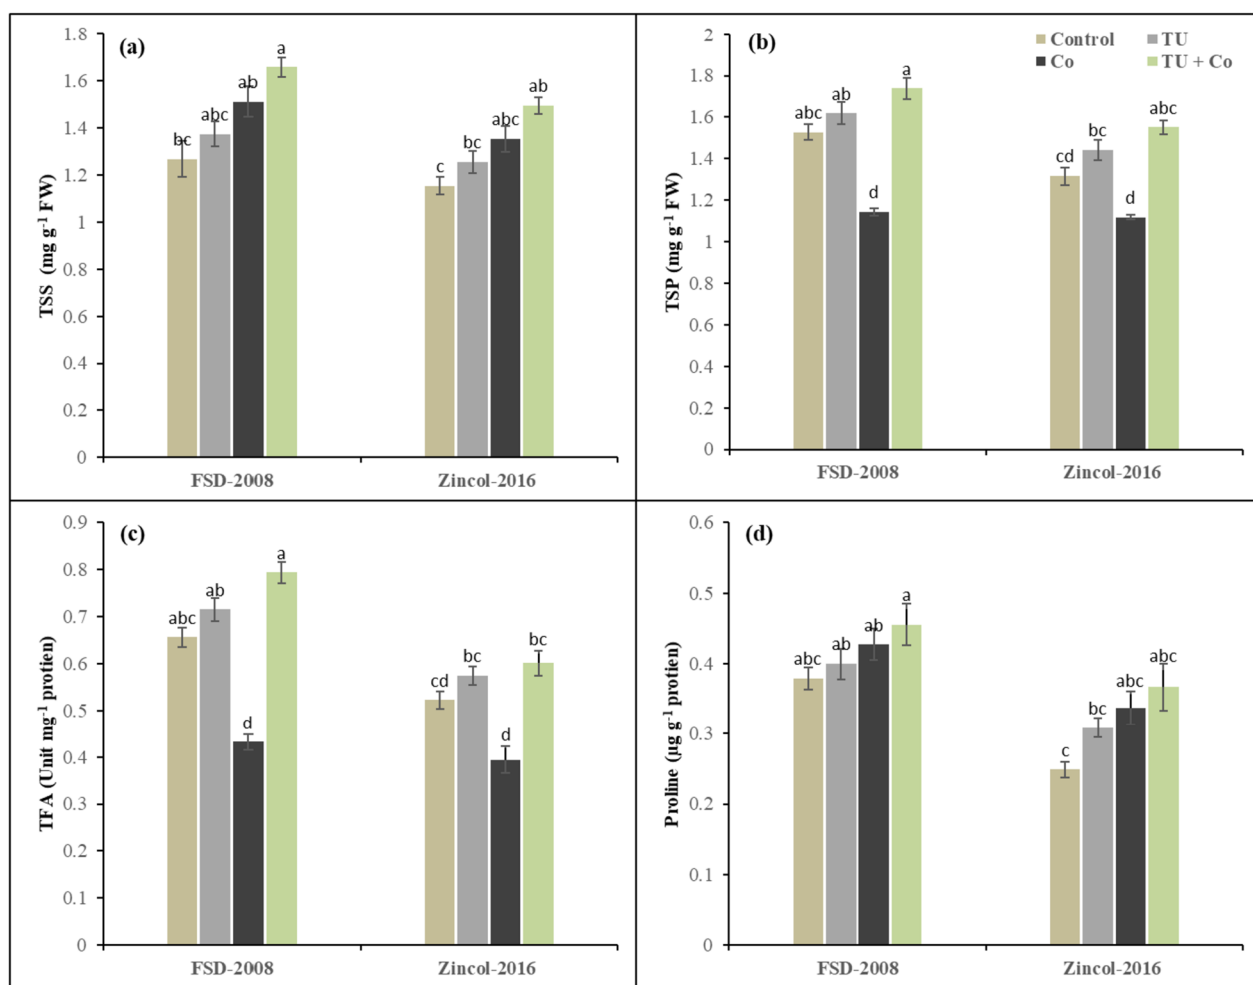 (a)
TSS (mg g⁻¹ FW)
1.8
1.6
1.4
1.2
1
0.8
0.6
0.4
0.2
0
bc
abc
ab
a
c
bc
abc
ab
FSD-2008
Zincol-2016
(b)
Control
TU
Co
TU + Co
TSP (mg g⁻¹ FW)
2
1.8
1.6
1.4
1.2
1
0.8
0.6
0.4
0.2
0
abc
ab
d
a
cd
bc
d
abc
FSD-2008
Zincol-2016
(c)
TFA (Unit mg⁻¹ protien)
0.9
0.8
0.7
0.6
0.5
0.4
0.3
0.2
0.1
0
abc
ab
d
a
cd
bc
d
bc
FSD-2008
Zincol-2016
(d)
Proline (µg g⁻¹ protien)
0.6
0.5
0.4
0.3
0.2
0.1
0
abc
ab
ab
a
c
bc
abc
abc
FSD-2008
Zincol-2016